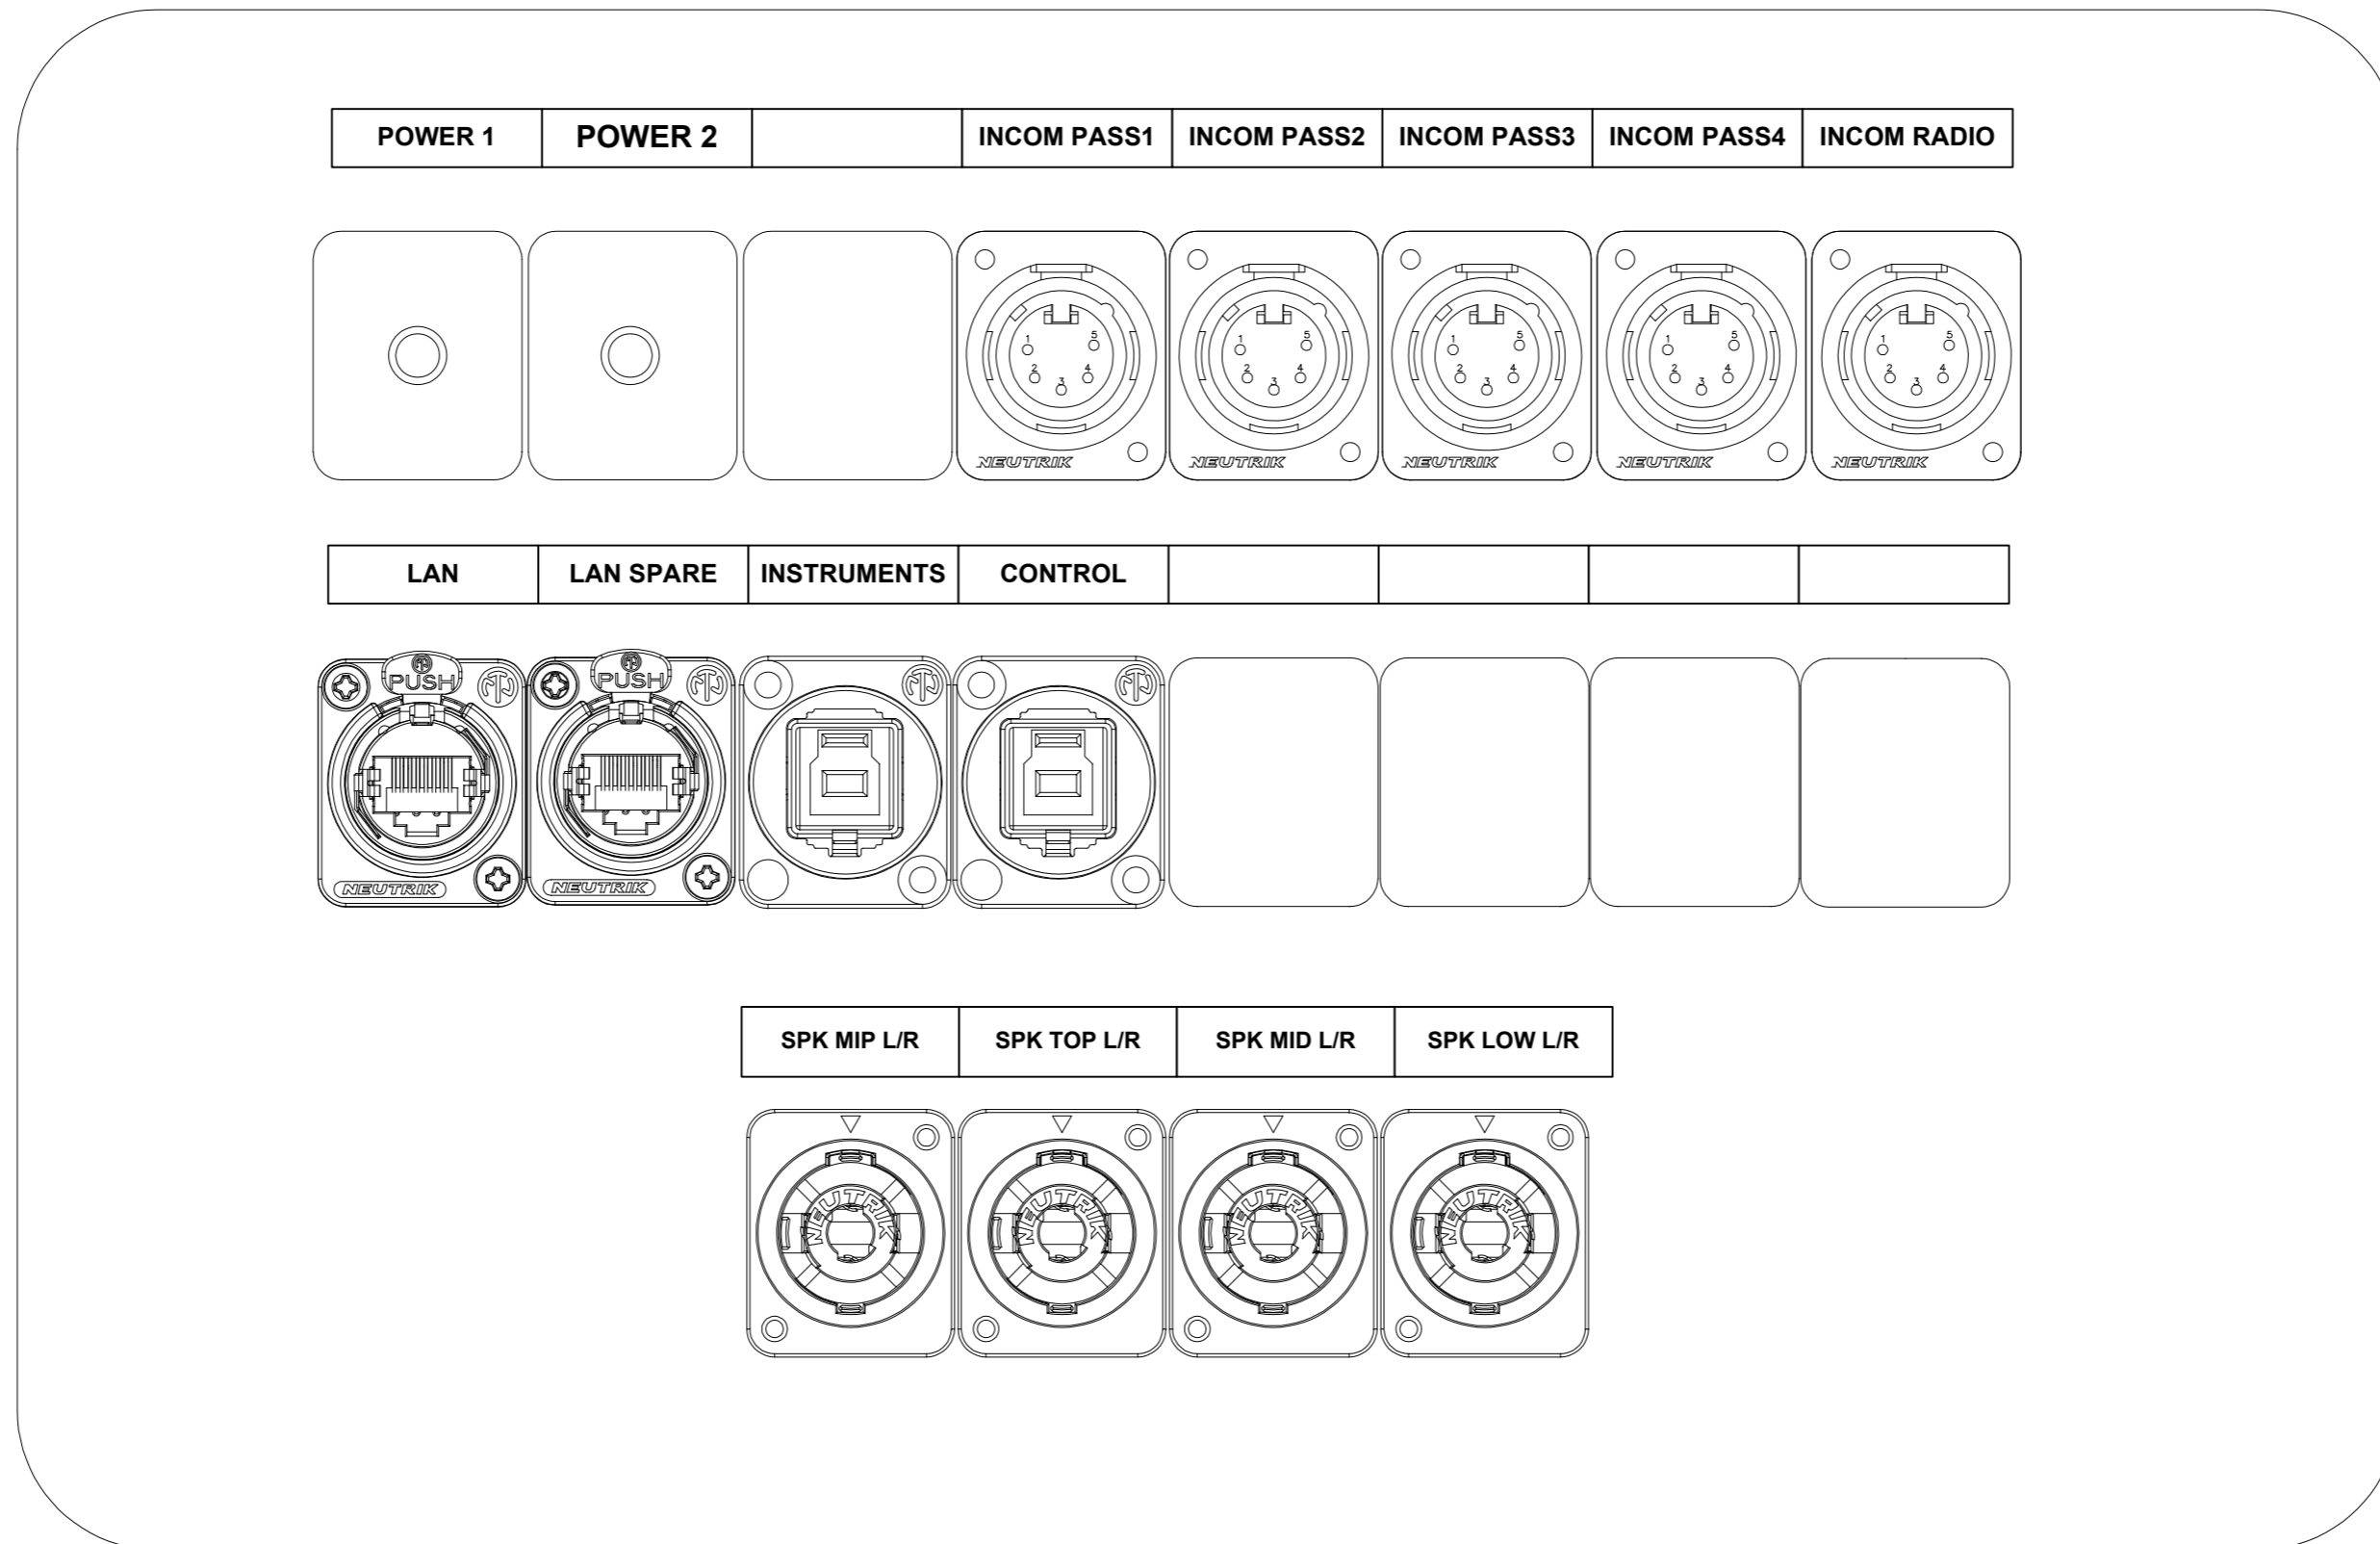 POWER 1 POWER 2 INCOM PASS1 INCOM PASS2 INCOM PASS3 INCOM PASS4 INCOM RADIO
1 5 1 5 1 5 1 5 1 5
2 4 2 4 2 4 2 4 2 4
3 3 3 3 3
NEUTRIK NEUTRIK NEUTRIK NEUTRIK NEUTRIK
LAN LAN SPARE INSTRUMENTS CONTROL
PUSH PUSH
NEUTRIK NEUTRIK
SPK MIP L/R SPK TOP L/R SPK MID L/R SPK LOW L/R
NEUTRIK NEUTRIK NEUTRIK NEUTRIK